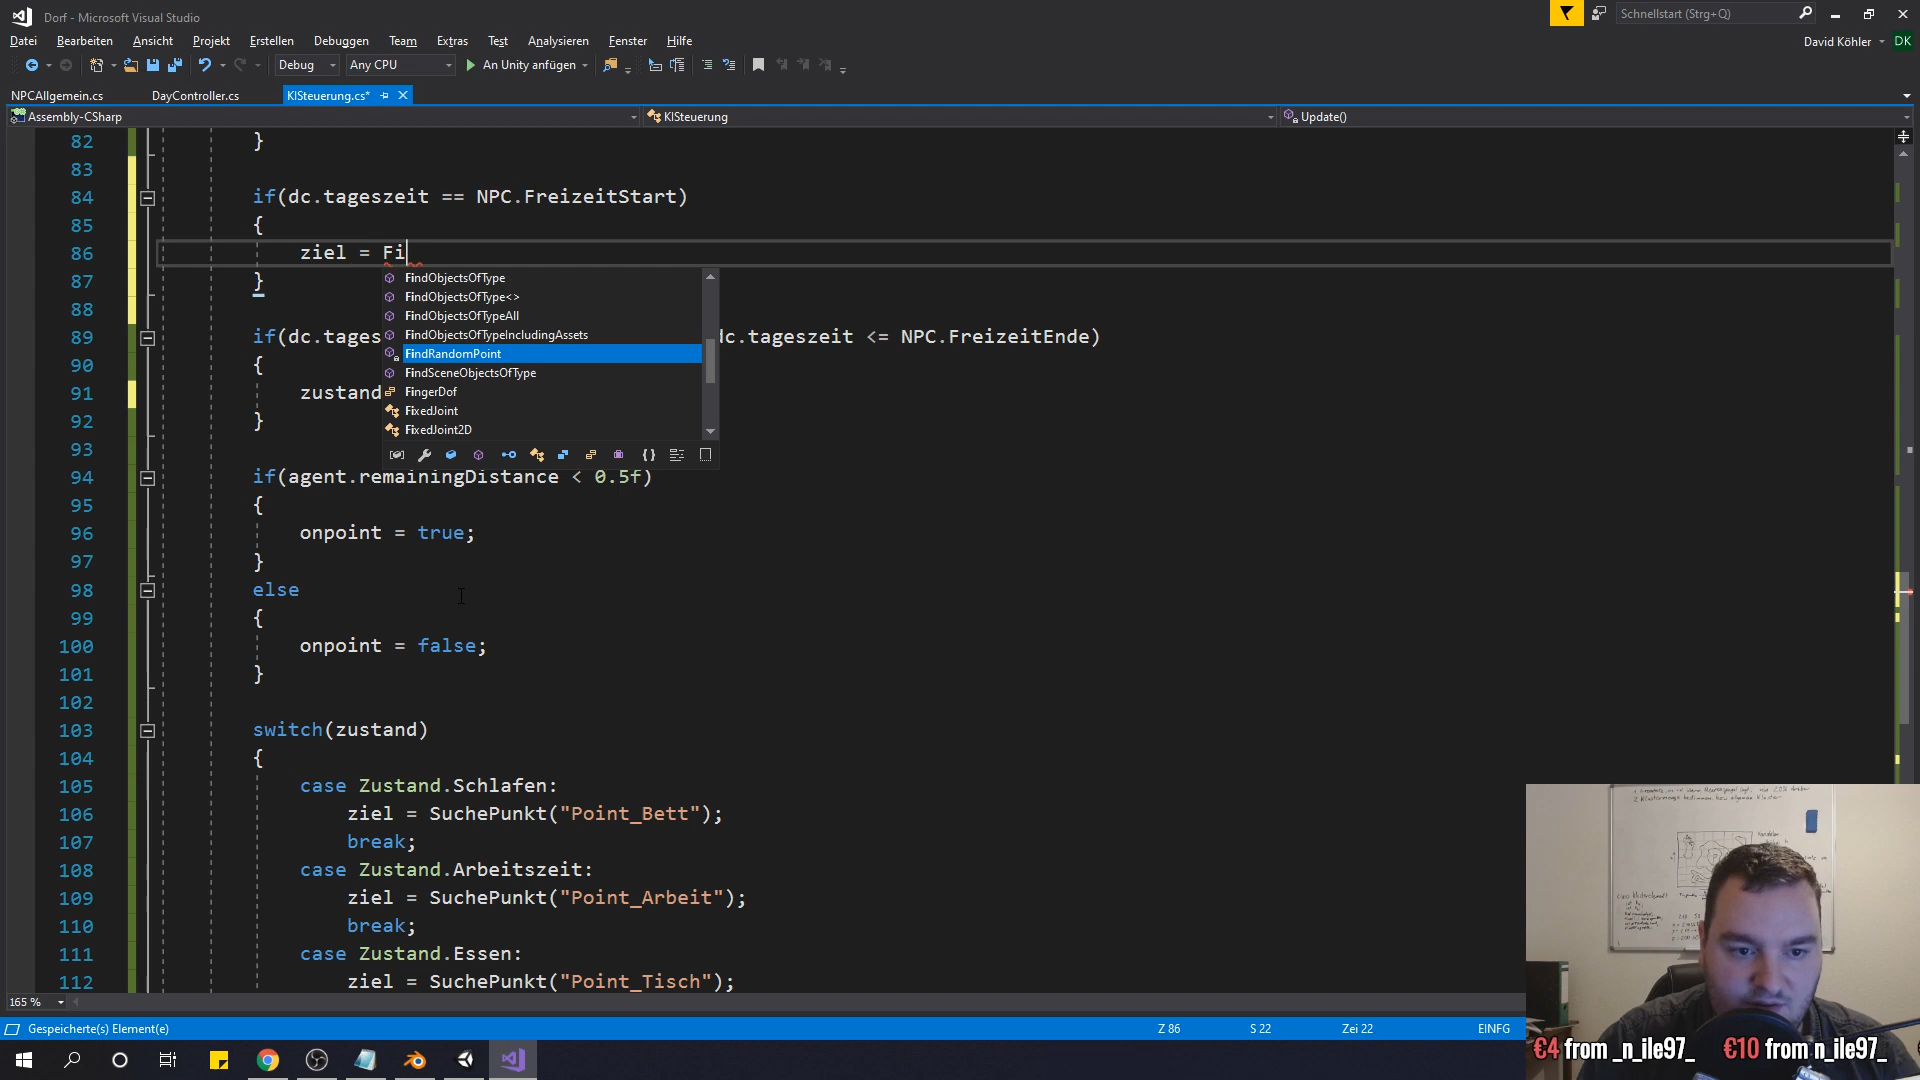 Dorf - Microsoft Visual Studio
Schnellstart (Strg+Q)
Datei Bearbeiten Ansicht Projekt Erstellen Debuggen Team Extras Test Analysieren Fenster Hilfe
David Köhler DK
Debug Any CPU An Unity anfügen
NPCAllgemein.cs DayController.cs KISteuerung.cs*
Assembly-CSharp KISteuerung Update()
82 }
83
84 if(dc.tageszeit == NPC.FreizeitStart)
85 {
86 ziel = Fi
FindObjectsOfType
87 }
FindObjectsOfType<>
88
FindObjectsOfTypeAll
89 if(dc.tages dc.tageszeit <= NPC.FreizeitEnde)
FindObjectsOfTypeIncludingAssets
FindRandomPoint
90 {
FindSceneObjectsOfType
91 zustand
FingerDof
FixedJoint
92 }
FixedJoint2D
93
94 if(agent.remainingDistance < 0.5f)
95 {
96 onpoint = true;
97 }
98 else
99 {
100 onpoint = false;
101 }
102
103 switch(zustand)
104 {
105 case Zustand.Schlafen:
106 ziel = SuchePunkt("Point_Bett");
107 break;
108 case Zustand.Arbeitszeit:
109 ziel = SuchePunkt("Point_Arbeit");
110 break;
111 case Zustand.Essen:
112 ziel = SuchePunkt("Point_Tisch");
165 %
Gespeicherte(s) Element(e) Z 86 S 22 Zei 22 EINFG
€4 from _n_ile97_ €10 from n_ile97_